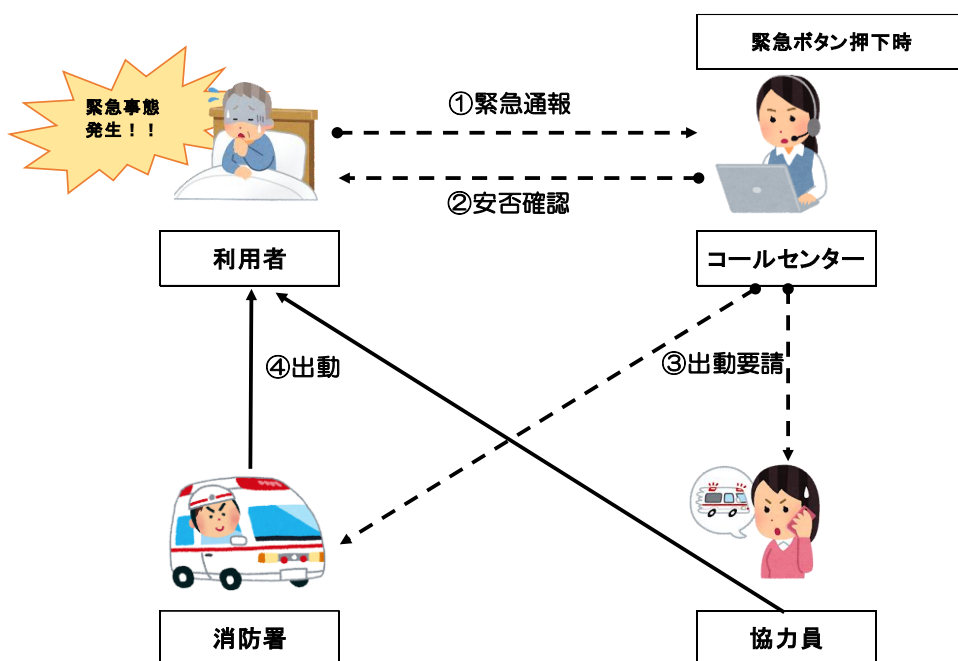 緊急ボタン押下時
緊急事態
発生！！
①緊急通報
②安否確認
利用者
コールセンター
④出動
③出動要請
消防署
協力員